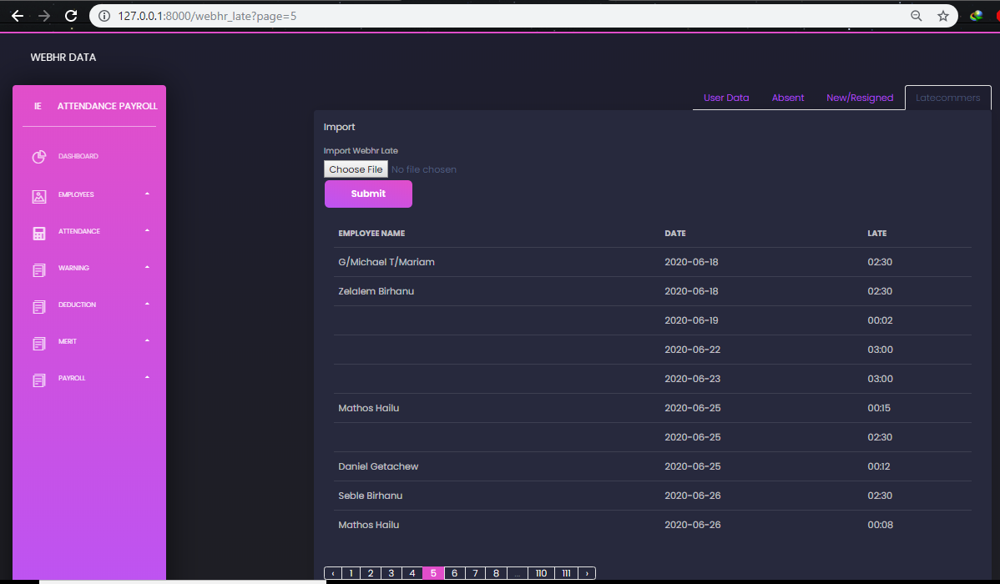 127.0.0.1:8000/webhr_late?page=5
WEBHR DATA
IE ATTENDANCE PAYROLL
DASHBOARD
EMPLOYEES
ATTENDANCE
WARNING
DEDUCTION
MERIT
PAYROLL
User Data Absent New/Resigned Latecommers
Import
Import Webhr Late
Choose File No file chosen
Submit
EMPLOYEE NAME DATE LATE
G/Michael T/Mariam 2020-06-18 02:30
Zelalem Birhanu 2020-06-18 02:30
2020-06-19 00:02
2020-06-22 03:00
2020-06-23 03:00
Mathos Hailu 2020-06-25 00:15
2020-06-25 02:30
Daniel Getachew 2020-06-25 00:12
Seble Birhanu 2020-06-26 02:30
Mathos Hailu 2020-06-26 00:08
‹ 1 2 3 4 5 6 7 8 ... 110 111 ›